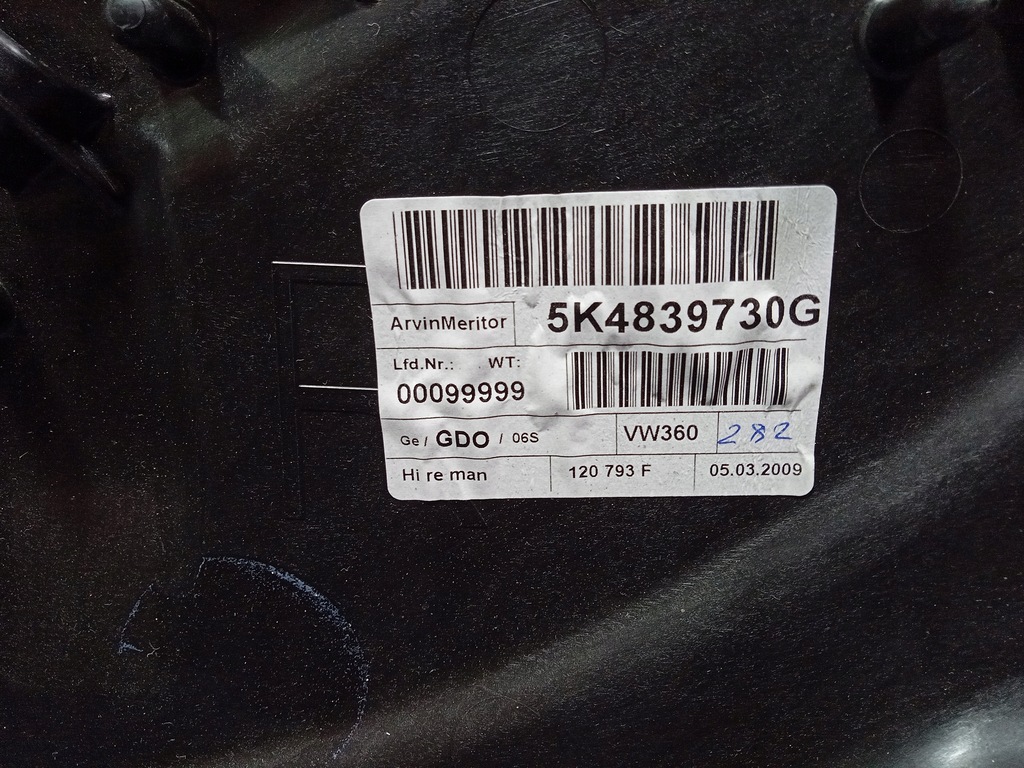 ArvinMeritor 5K4839730G
Lfd.Nr.: WT:
00099999
Ge / GDO / 06S VW360 282
Hi re man 120 793 F 05.03.2009